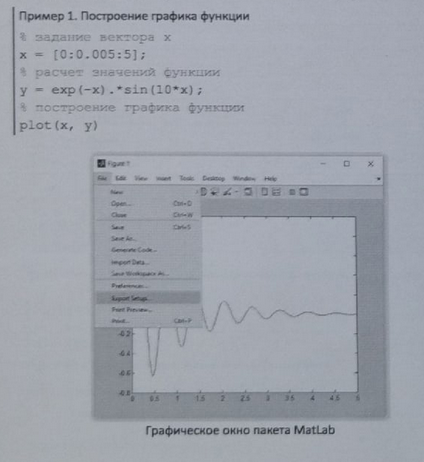 Пример 1. Построение графика функции
% задание вектора x
x = [0:0.005:5];
% расчет значений функции
y = exp(-x).*sin(10*x);
% построение графика функции
plot(x, y)
Figure 1
File Edit View Insert Tools Desktop Window Help
New
Open... Ctrl+O
Close Ctrl+W
Save Ctrl+S
Save As...
Generate Code...
Import Data...
Save Workspace As...
Preferences...
Export Setup...
Print Preview...
Print... Ctrl+P
-0.2
-0.4
-0.6
-0.8
0 0.5 1 1.5 2 2.5 3 3.5 4 4.5 5
Графическое окно пакета MatLab